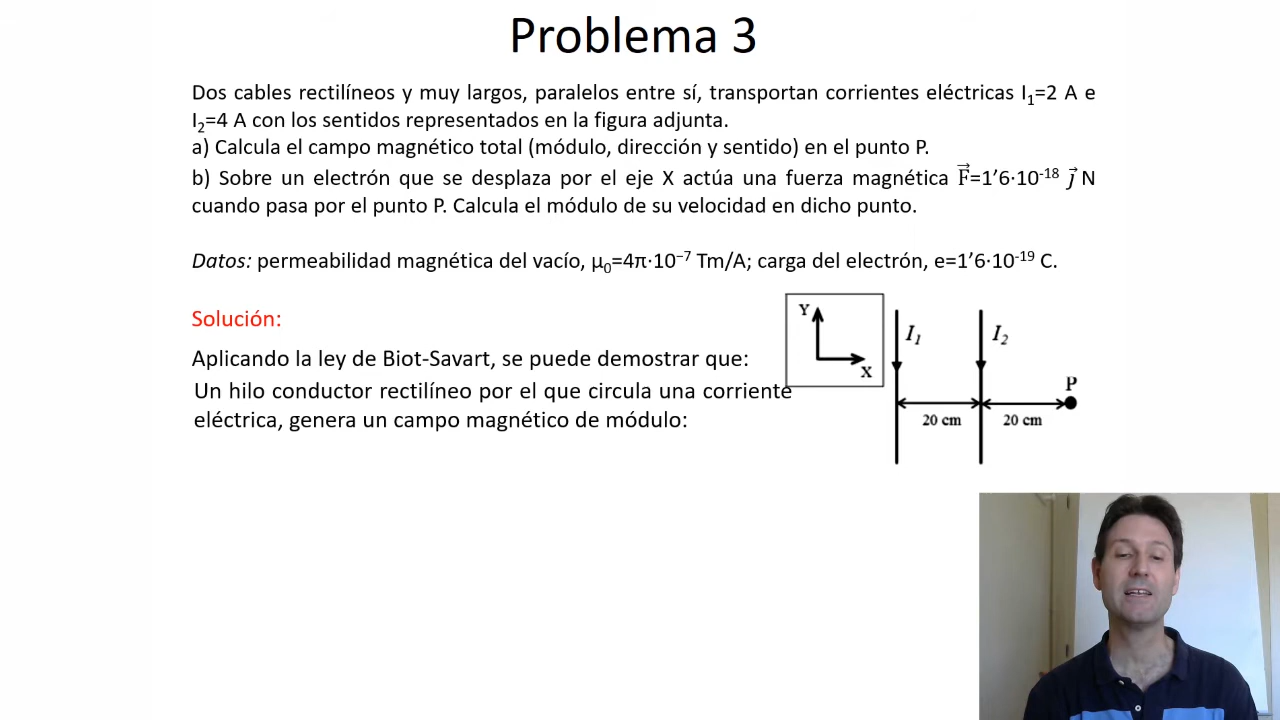 Problema 3
Dos cables rectilíneos y muy largos, paralelos entre sí, transportan corrientes eléctricas I₁=2 A e
I₂=4 A con los sentidos representados en la figura adjunta.
a) Calcula el campo magnético total (módulo, dirección y sentido) en el punto P.
b) Sobre un electrón que se desplaza por el eje X actúa una fuerza magnética F⃗=1’6·10⁻¹⁸ ȷ⃗ N
cuando pasa por el punto P. Calcula el módulo de su velocidad en dicho punto.
Datos: permeabilidad magnética del vacío, µ₀=4π·10⁻⁷ Tm/A; carga del electrón, e=1’6·10⁻¹⁹ C.
Solución:
Aplicando la ley de Biot-Savart, se puede demostrar que:
Un hilo conductor rectilíneo por el que circula una corriente
eléctrica, genera un campo magnético de módulo:
Y
X
I₁
I₂
P
20 cm
20 cm